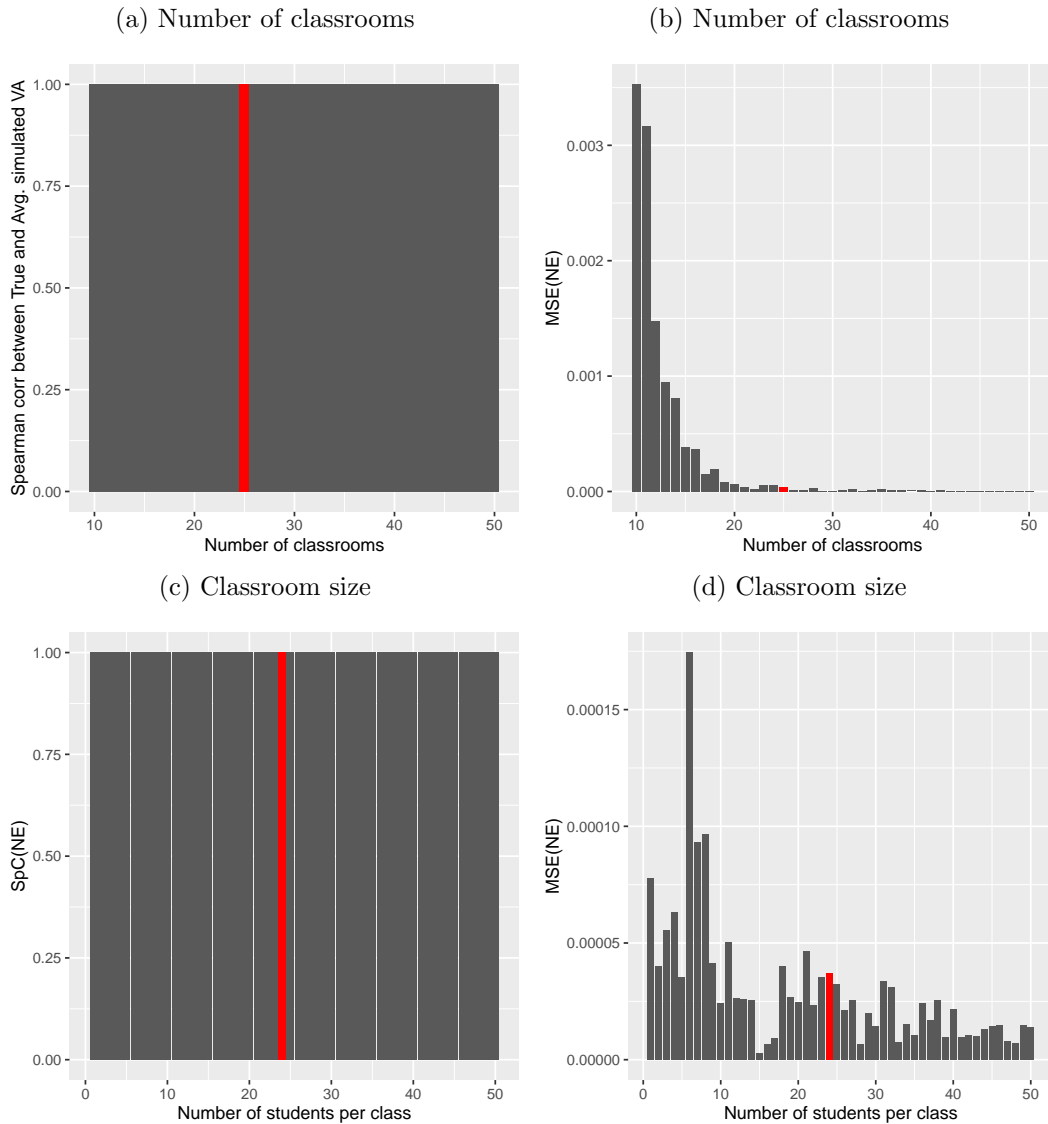 (a) Number of classrooms
Spearman corr between True and Avg. simulated VA
1.00
0.75
0.50
0.25
0.00
10 20 30 40 50
Number of classrooms
(b) Number of classrooms
MSE(NE)
0.003
0.002
0.001
0.000
10 20 30 40 50
Number of classrooms
(c) Classroom size
SpC(NE)
1.00
0.75
0.50
0.25
0.00
0 10 20 30 40 50
Number of students per class
(d) Classroom size
MSE(NE)
0.00015
0.00010
0.00005
0.00000
0 10 20 30 40 50
Number of students per class